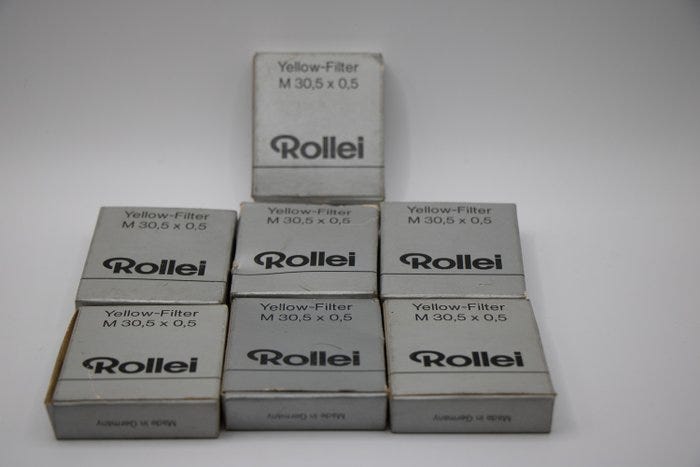 Yellow-Filter
M 30,5 x 0,5
Rollei
Yellow-Filter
M 30,5 x 0,5
Rollei
Yellow-Filter
M 30,5 x 0,5
Rollei
Yellow-Filter
M 30,5 x 0,5
Rollei
Yellow-Filter
M 30,5 x 0,5
Rollei
Made in Germany
Yellow-Filter
M 30,5 x 0,5
Rollei
Made in Germany
Yellow-Filter
M 30,5 x 0,5
Rollei
Made in Germany